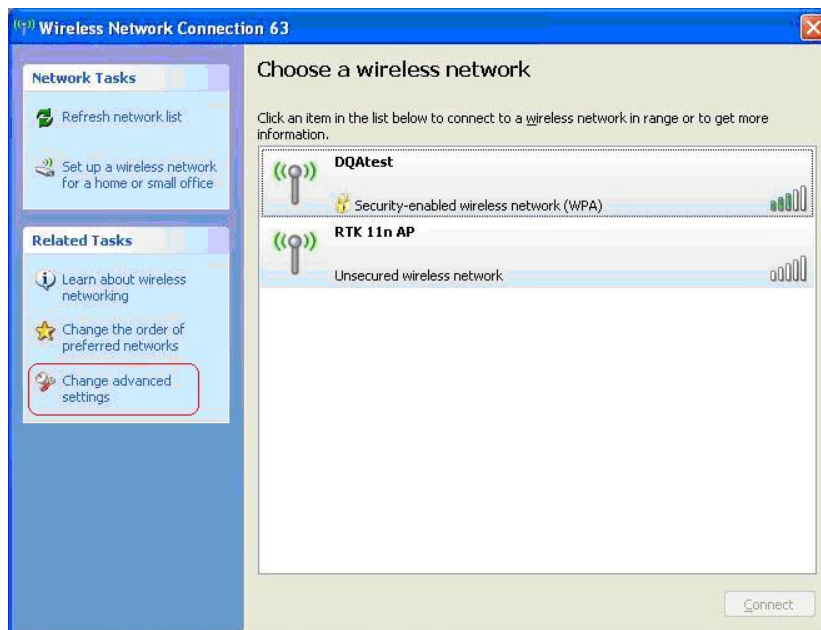 Wireless Network Connection 63
Network Tasks
Refresh network list
Set up a wireless network
for a home or small office
Related Tasks
Learn about wireless
networking
Change the order of
preferred networks
Change advanced
settings
Choose a wireless network
Click an item in the list below to connect to a wireless network in range or to get more
information.
DQAtest
Security-enabled wireless network (WPA)
RTK 11n AP
Unsecured wireless network
Connect